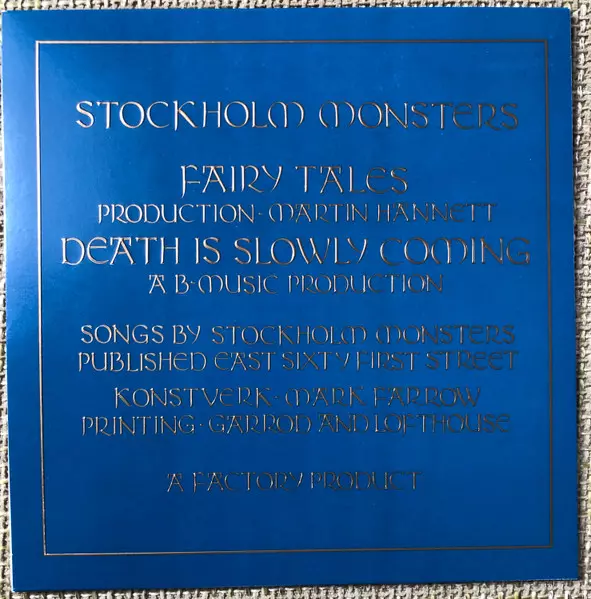 STOCKHOLM MONSTERS
FAIRY TALES
PRODUCTION · MARTIN HANNETT
DEATH IS SLOWLY COMING
A B-MUSIC PRODUCTION
SONGS BY STOCKHOLM MONSTERS
PUBLISHED EAST SIXTY FIRST STREET
KONSTVERK · MARK FARROW
PRINTING · GARROD AND LOFTHOUSE
A FACTORY PRODUCT